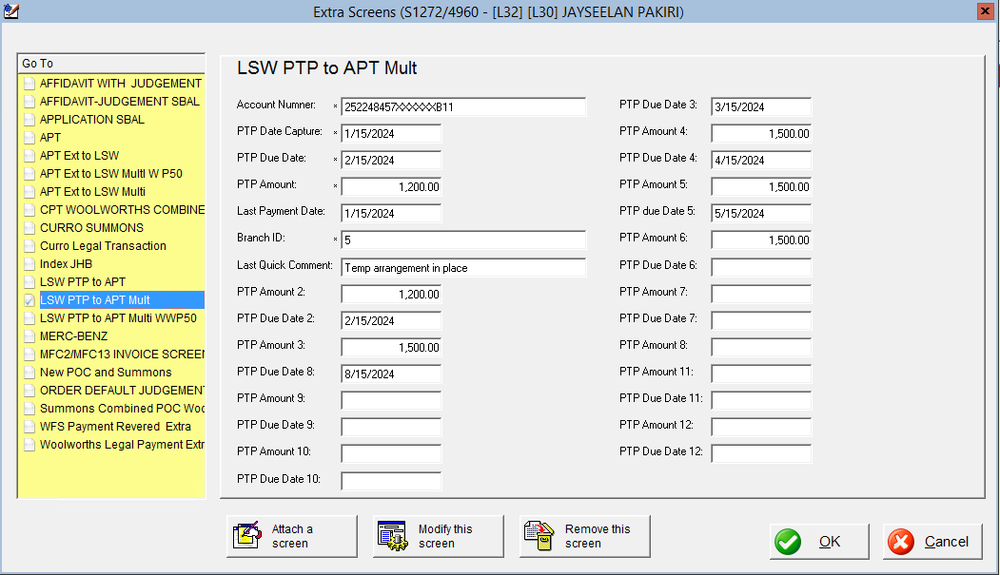 Extra Screens (S1272/4960 - [L32] [L30] JAYSEELAN PAKIRI)
Go To
AFFIDAVIT WITH JUDGEMENT
AFFIDAVIT-JUDGEMENT SBAL
APPLICATION SBAL
APT
APT Ext to LSW
APT Ext to LSW MultI W P50
APT Ext to LSW Multi
CPT WOOLWORTHS COMBINE
CURRO SUMMONS
Curro Legal Transaction
Index JHB
LSW PTP to APT
LSW PTP to APT Mult
LSW PTP to APT Multi WWP50
MERC-BENZ
MFC2/MFC13 INVOICE SCREEN
New POC and Summons
ORDER DEFAULT JUDGEMENT
Summons Combined POC Woo
WFS Payment Revered Extra
Woolworths Legal Payment Extr
LSW PTP to APT Mult
Account Numner: * 252248457XXXXXXB11
PTP Date Capture: * 1/15/2024
PTP Due Date: * 2/15/2024
PTP Amount: * 1,200.00
Last Payment Date: 1/15/2024
Branch ID: * 5
Last Quick Comment: Temp arrangement in place
PTP Amount 2: 1,200.00
PTP Due Date 2: 2/15/2024
PTP Amount 3: 1,500.00
PTP Due Date 8: 8/15/2024
PTP Amount 9:
PTP Due Date 9:
PTP Amount 10:
PTP Due Date 10:
PTP Due Date 3: 3/15/2024
PTP Amount 4: 1,500.00
PTP Due Date 4: 4/15/2024
PTP Amount 5: 1,500.00
PTP due Date 5: 5/15/2024
PTP Amount 6: 1,500.00
PTP Due Date 6:
PTP Amount 7:
PTP Due Date 7:
PTP Amount 8:
PTP Amount 11:
PTP Due Date 11:
PTP Amount 12:
PTP Due Date 12:
Attach a
screen
Modify this
screen
Remove this
screen
OK
Cancel